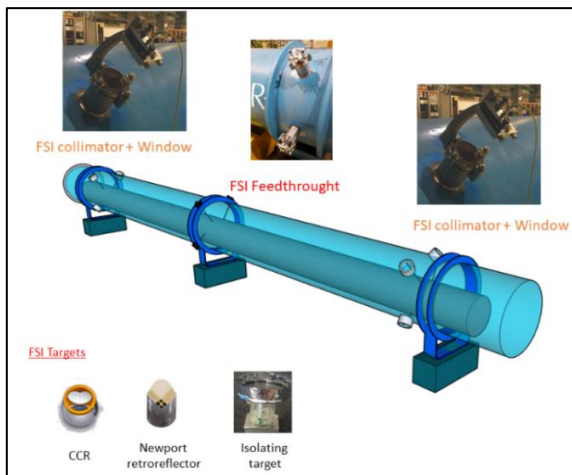 FSI collimator + Window
FSI Feedthrought
FSI collimator + Window
FSI Targets
CCR
Newport
retroreflector
Isolating
target